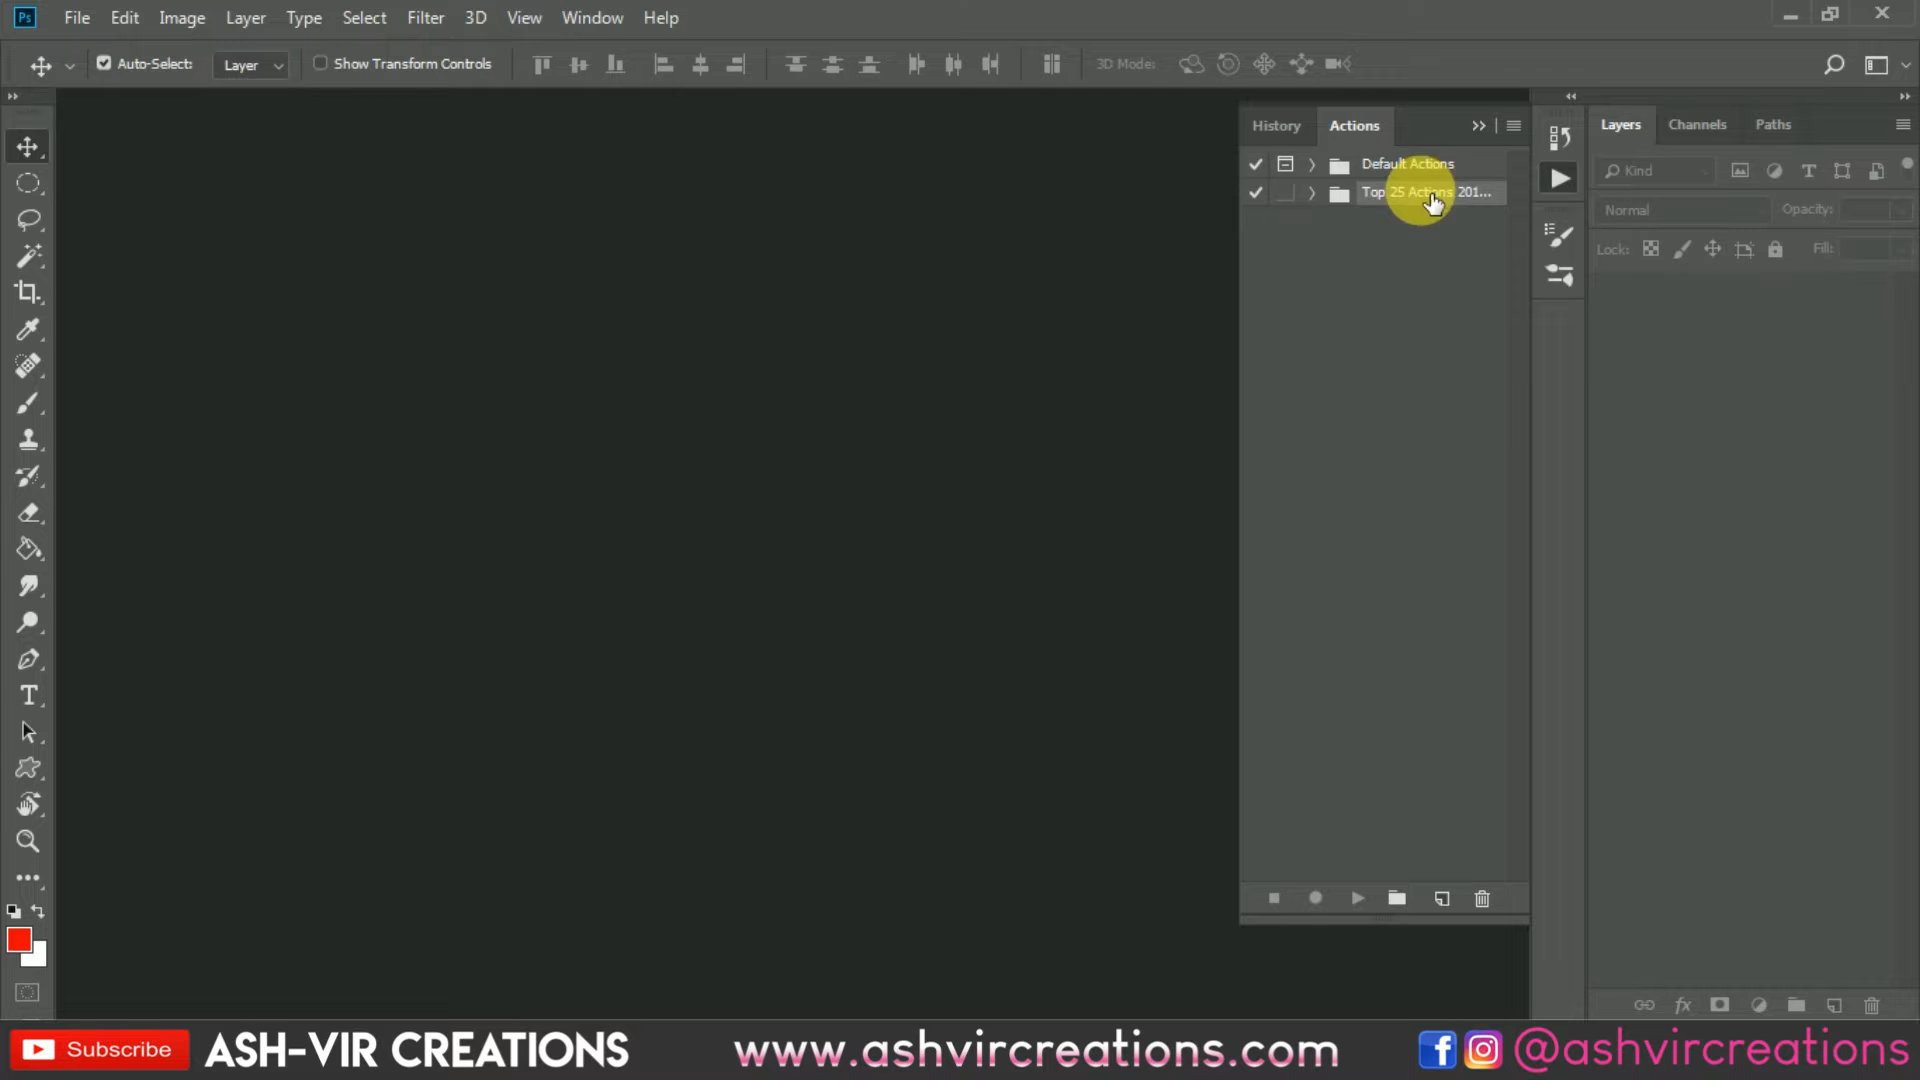 Ps File Edit Image Layer Type Select Filter 3D View Window Help
Auto-Select: Layer Show Transform Controls 3D Mode:
History Actions
Default Actions
Top 25 Actions 201...
Layers Channels Paths
Kind
Normal Opacity:
Lock: Fill:
Subscribe ASH-VIR CREATIONS www.ashvircreations.com @ashvircreations